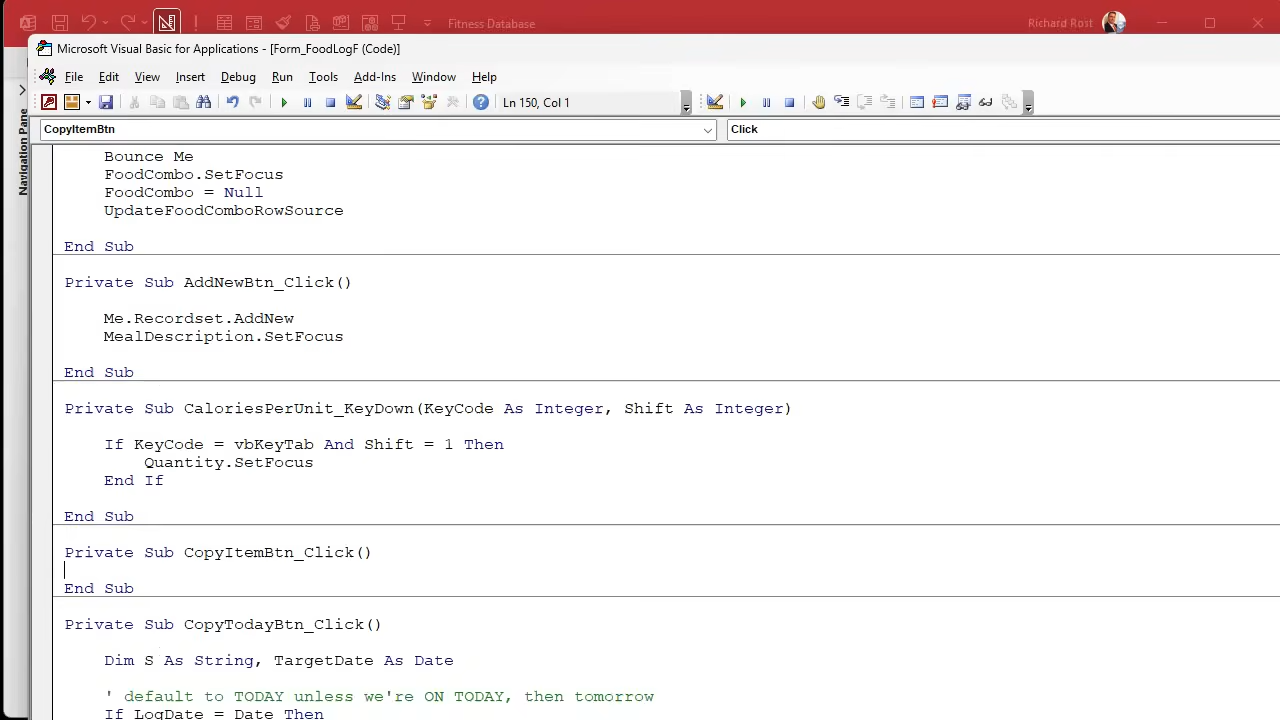 Fitness Database
Richard Rost
Microsoft Visual Basic for Applications - [Form_FoodLogF (Code)]
File Edit View Insert Format Debug Run Tools Add-Ins Window Help
Ln 150, Col 1
CopyItemBtn
Click
Navigation Pane
Bounce Me
FoodCombo.SetFocus
FoodCombo = Null
UpdateFoodComboRowSource
End Sub
Private Sub AddNewBtn_Click()
Me.Recordset.AddNew
MealDescription.SetFocus
End Sub
Private Sub CaloriesPerUnit_KeyDown(KeyCode As Integer, Shift As Integer)
If KeyCode = vbKeyTab And Shift = 1 Then
Quantity.SetFocus
End If
End Sub
Private Sub CopyItemBtn_Click()
End Sub
Private Sub CopyTodayBtn_Click()
Dim S As String, TargetDate As Date
' default to TODAY unless we're ON TODAY, then tomorrow
If LogDate = Date Then